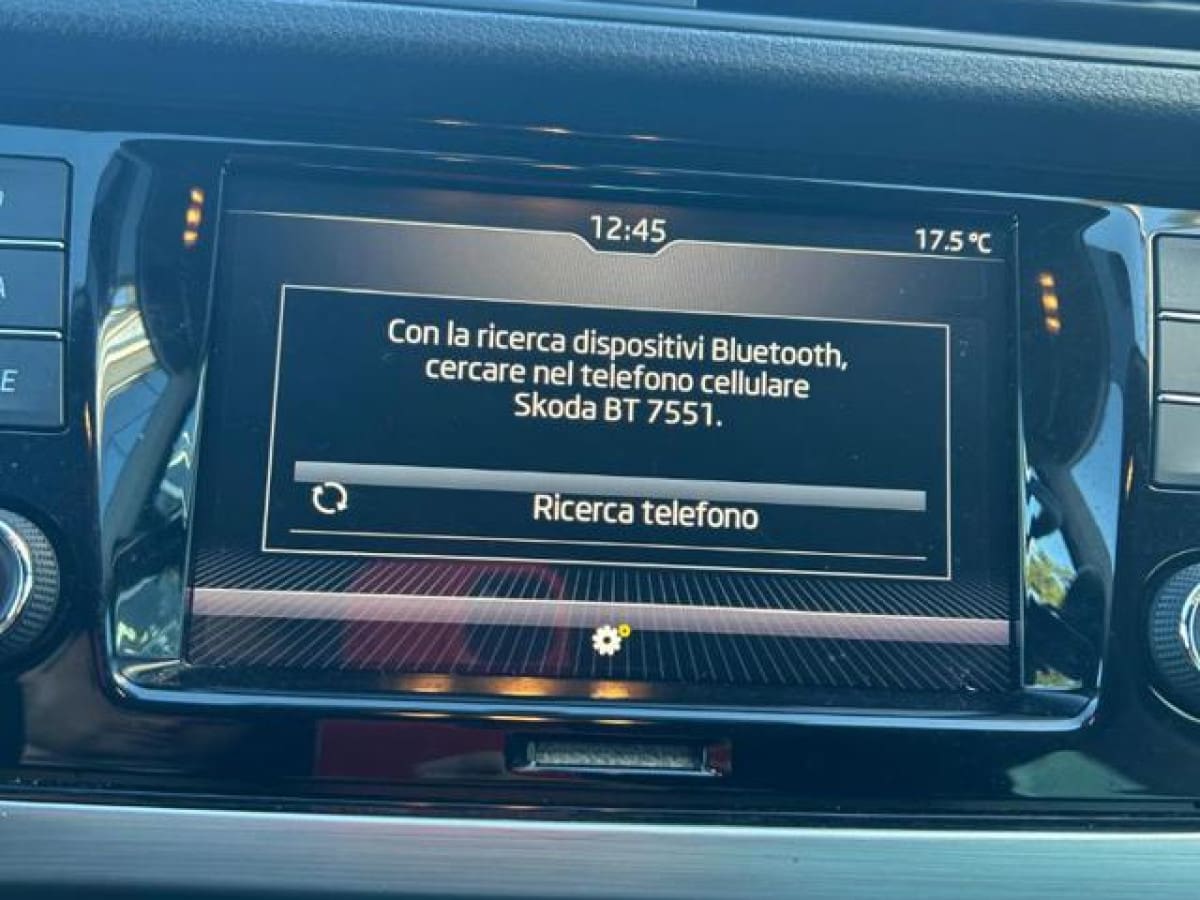 12:45
17.5 °C
Con la ricerca dispositivi Bluetooth,
cercare nel telefono cellulare
Skoda BT 7551.
Ricerca telefono